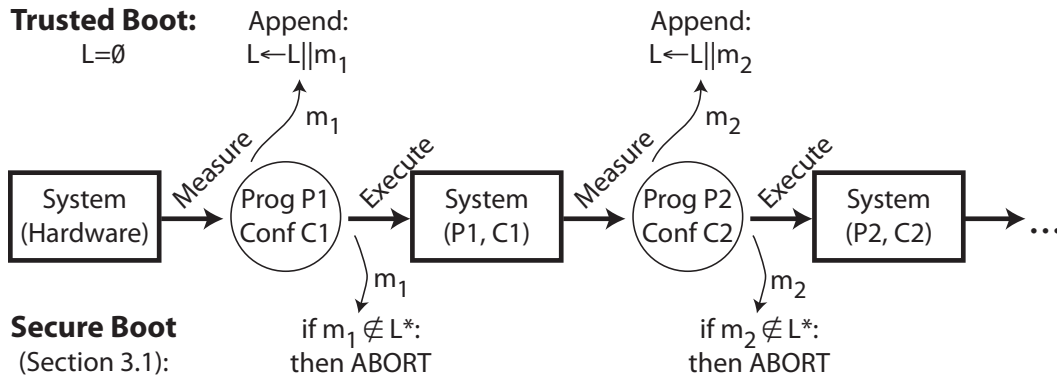 Trusted Boot:
L=∅
Append:
L←L||m₁
Append:
L←L||m₂
m₁
m₂
Measure
Execute
Measure
Execute
System
(Hardware)
Prog P1
Conf C1
System
(P1, C1)
Prog P2
Conf C2
System
(P2, C2)
...
m₁
m₂
Secure Boot
(Section 3.1):
if m₁ ∉ L*:
then ABORT
if m₂ ∉ L*:
then ABORT